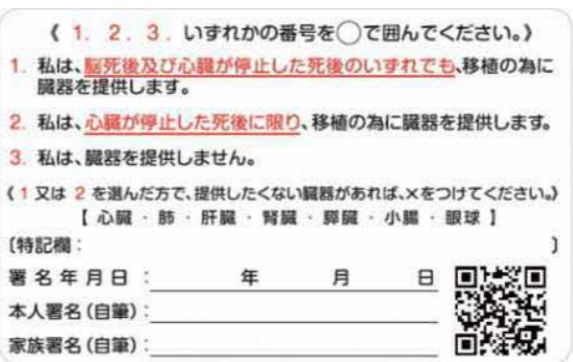 《 1. 2. 3. いずれかの番号を◯で囲んでください。》
1. 私は、脳死後及び心臓が停止した死後のいずれでも、移植の為に
臓器を提供します。
2. 私は、心臓が停止した死後に限り、移植の為に臓器を提供します。
3. 私は、臓器を提供しません。
《1 又は 2 を選んだ方で、提供したくない臓器があれば、×をつけてください。》
【 心臓 ・ 肺 ・ 肝臓 ・ 腎臓 ・ 膵臓 ・ 小腸 ・ 眼球 】
〔特記欄： 〕
署名年月日： 年 月 日
本人署名(自筆)：
家族署名(自筆)：